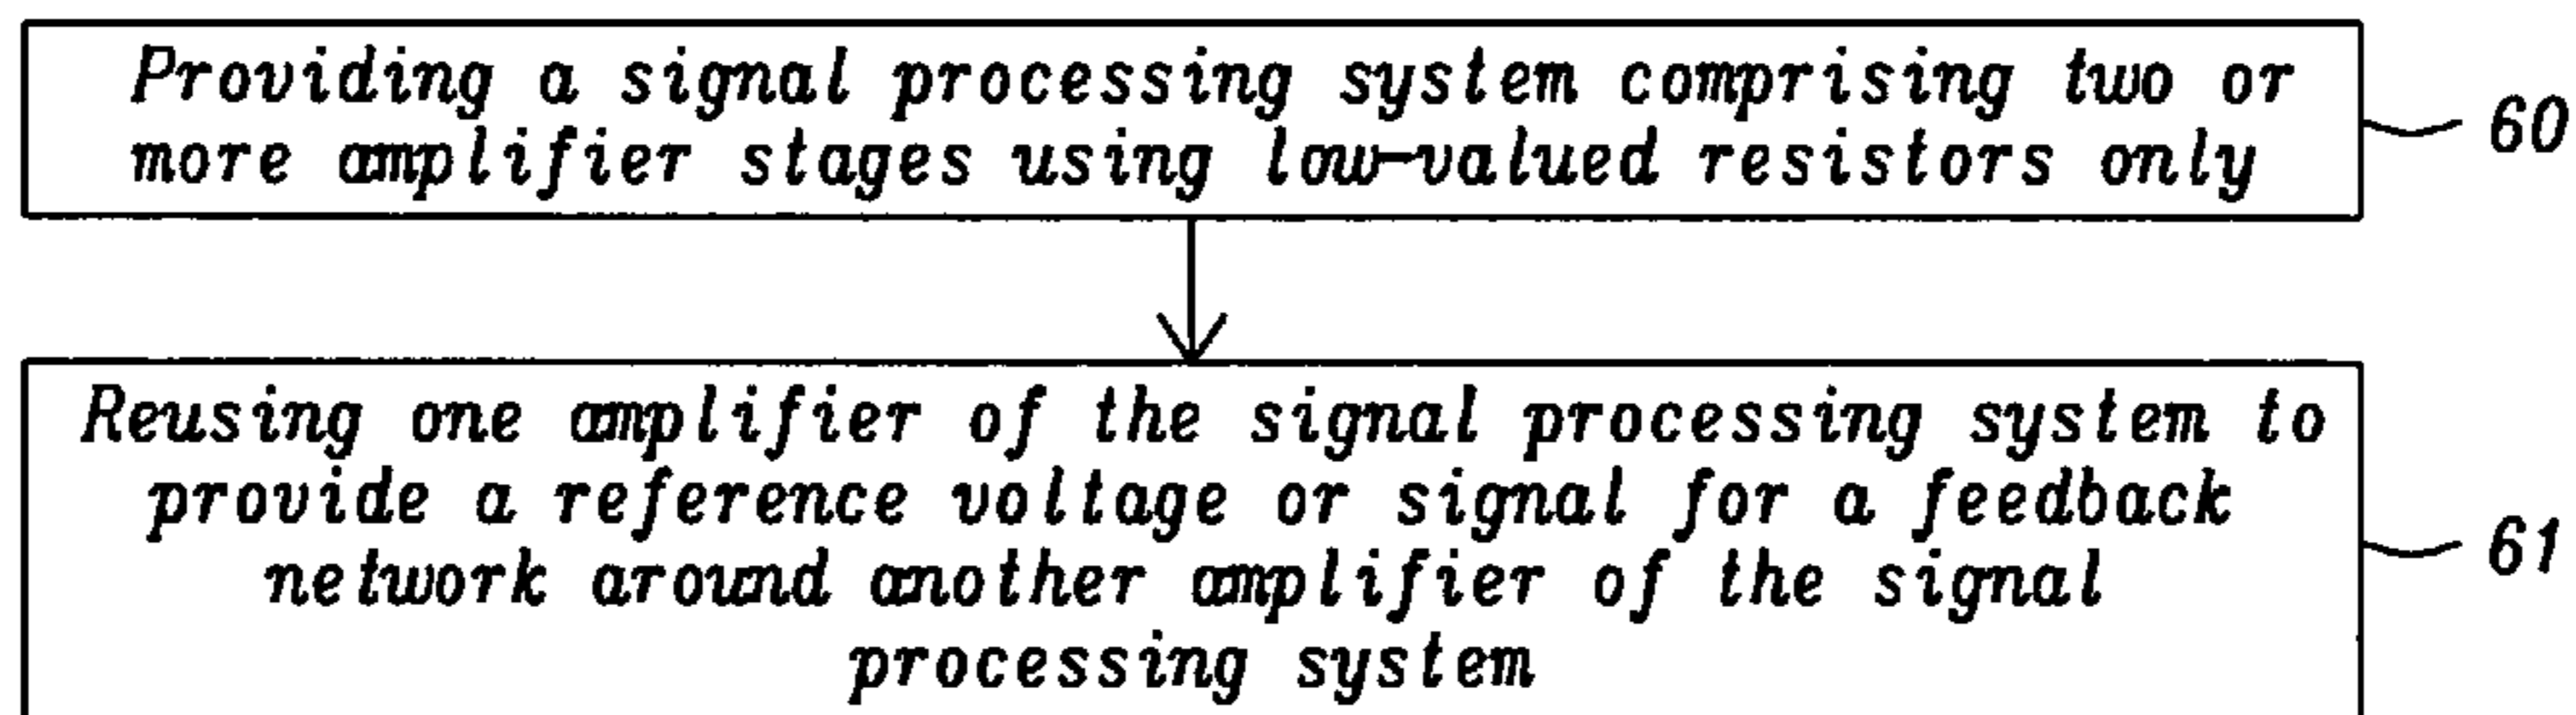 Providing a signal processing system comprising two or
more amplifier stages using low-valued resistors only
60
Reusing one amplifier of the signal processing system to
provide a reference voltage or signal for a feedback
network around another amplifier of the signal
processing system
61